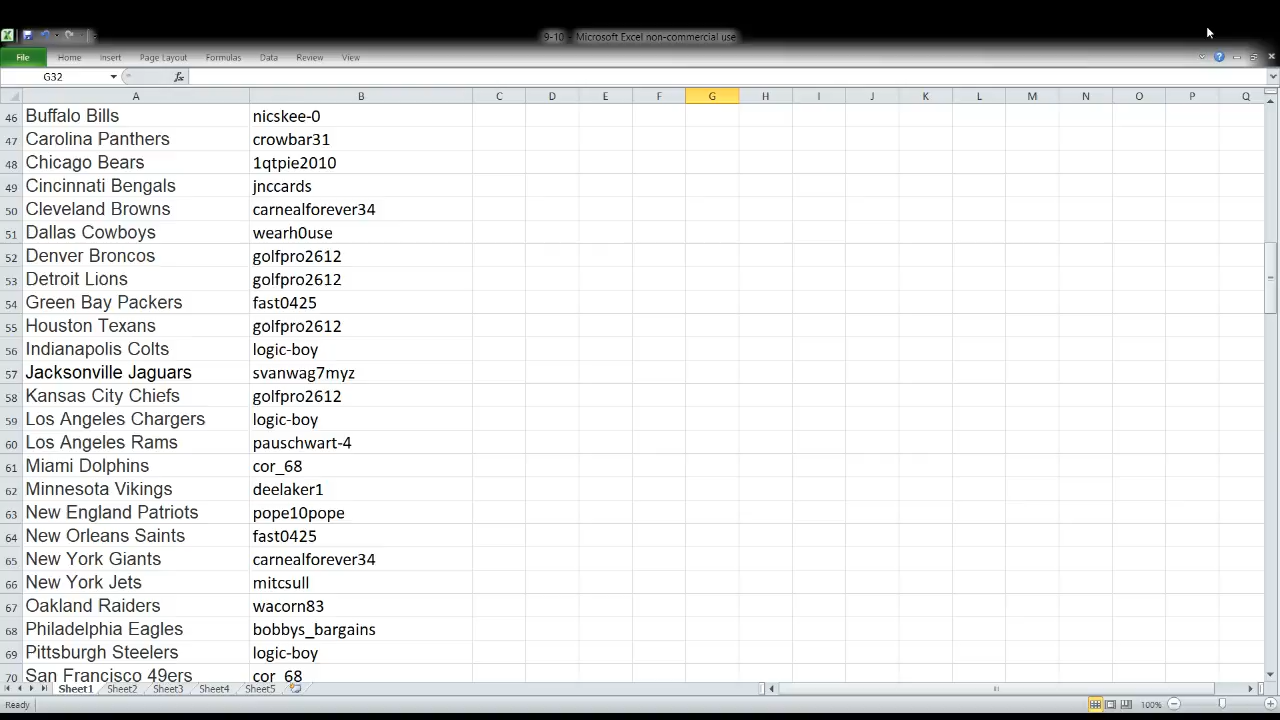 9-10 - Microsoft Excel non-commercial use
File Home Insert Page Layout Formulas Data Review View
G32 fx
A B C D E F G H I J K L M N O P Q
46 Buffalo Bills nicskee-0
47 Carolina Panthers crowbar31
48 Chicago Bears 1qtpie2010
49 Cincinnati Bengals jnccards
50 Cleveland Browns carnealforever34
51 Dallas Cowboys wearh0use
52 Denver Broncos golfpro2612
53 Detroit Lions golfpro2612
54 Green Bay Packers fast0425
55 Houston Texans golfpro2612
56 Indianapolis Colts logic-boy
57 Jacksonville Jaguars svanwag7myz
58 Kansas City Chiefs golfpro2612
59 Los Angeles Chargers logic-boy
60 Los Angeles Rams pauschwart-4
61 Miami Dolphins cor_68
62 Minnesota Vikings deelaker1
63 New England Patriots pope10pope
64 New Orleans Saints fast0425
65 New York Giants carnealforever34
66 New York Jets mitcsull
67 Oakland Raiders wacorn83
68 Philadelphia Eagles bobbys_bargains
69 Pittsburgh Steelers logic-boy
70 San Francisco 49ers cor_68
Sheet1 Sheet2 Sheet3 Sheet4 Sheet5
Ready 100%